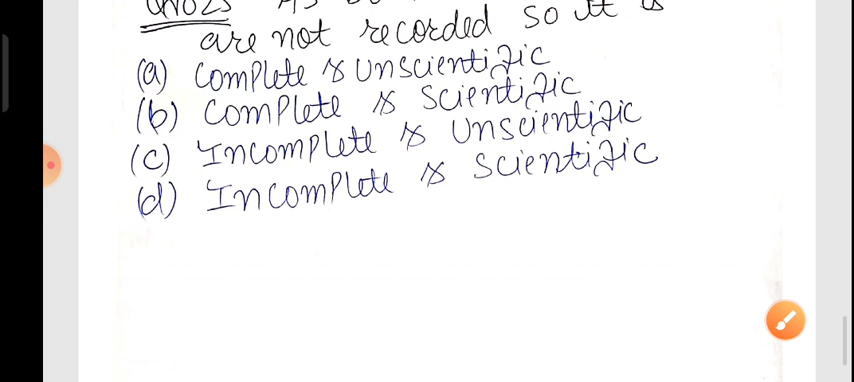 are not recorded so it is
(a) Complete & Unscientific
(b) Complete & Scientific
(c) Incomplete & Unscientific
(d) Incomplete & Scientific